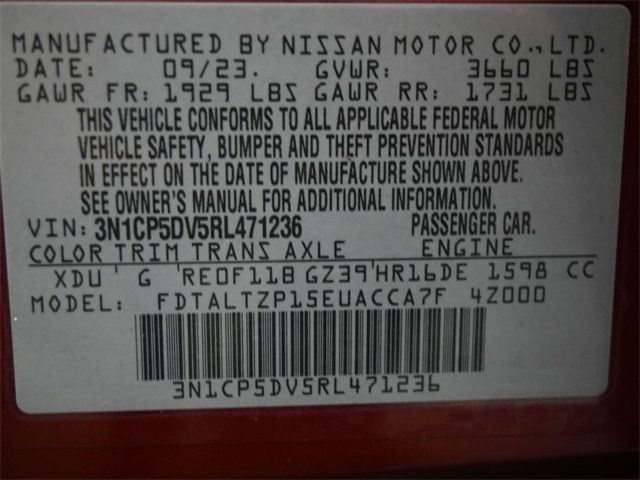 MANUFACTURED BY NISSAN MOTOR CO.,LTD.
DATE: 09/23. GVWR: 3660 LBS
GAWR FR: 1929 LBS GAWR RR: 1731 LBS
THIS VEHICLE CONFORMS TO ALL APPLICABLE FEDERAL MOTOR
VEHICLE SAFETY, BUMPER AND THEFT PREVENTION STANDARDS
IN EFFECT ON THE DATE OF MANUFACTURE SHOWN ABOVE.
SEE OWNER'S MANUAL FOR ADDITIONAL INFORMATION.
VIN: 3N1CP5DV5RL471236 PASSENGER CAR.
COLOR TRIM TRANS AXLE ENGINE
XDU G RE0F11B GZ39 HR16DE 1598 CC
MODEL: FDTALTZP15EUACCA7F 4Z000
3N1CP5DV5RL471236